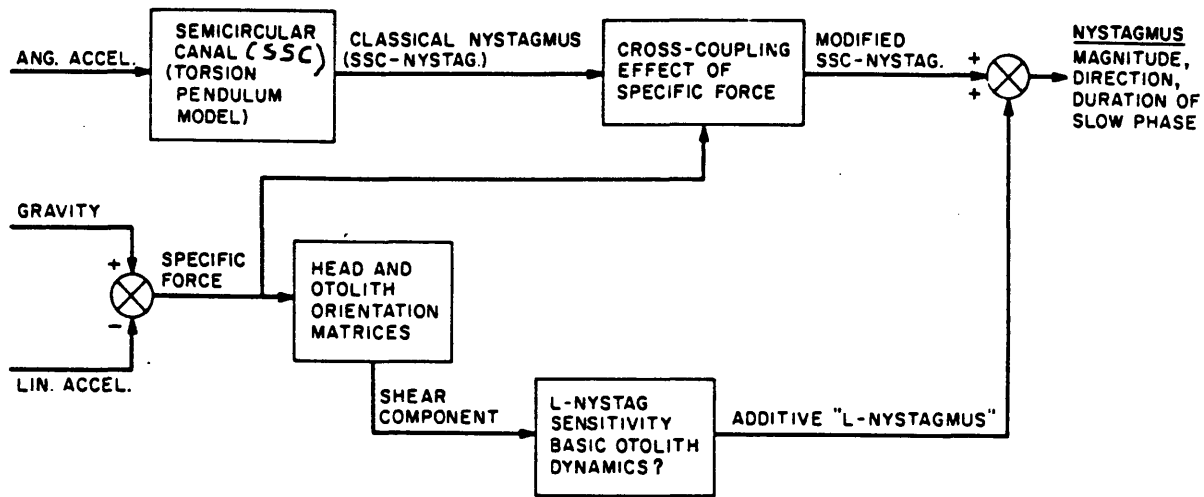 SEMICIRCULAR
CANAL (SSC)
(TORSION
PENDULUM
MODEL)
ANG. ACCEL.
CLASSICAL NYSTAGMUS
(SSC-NYSTAG.)
CROSS-COUPLING
EFFECT OF
SPECIFIC FORCE
MODIFIED
SSC-NYSTAG.
+
+
NYSTAGMUS
MAGNITUDE,
DIRECTION,
DURATION OF
SLOW PHASE
GRAVITY
+
-
SPECIFIC
FORCE
LIN. ACCEL.
HEAD AND
OTOLITH
ORIENTATION
MATRICES
SHEAR
COMPONENT
L-NYSTAG
SENSITIVITY
BASIC OTOLITH
DYNAMICS?
ADDITIVE "L-NYSTAGMUS"